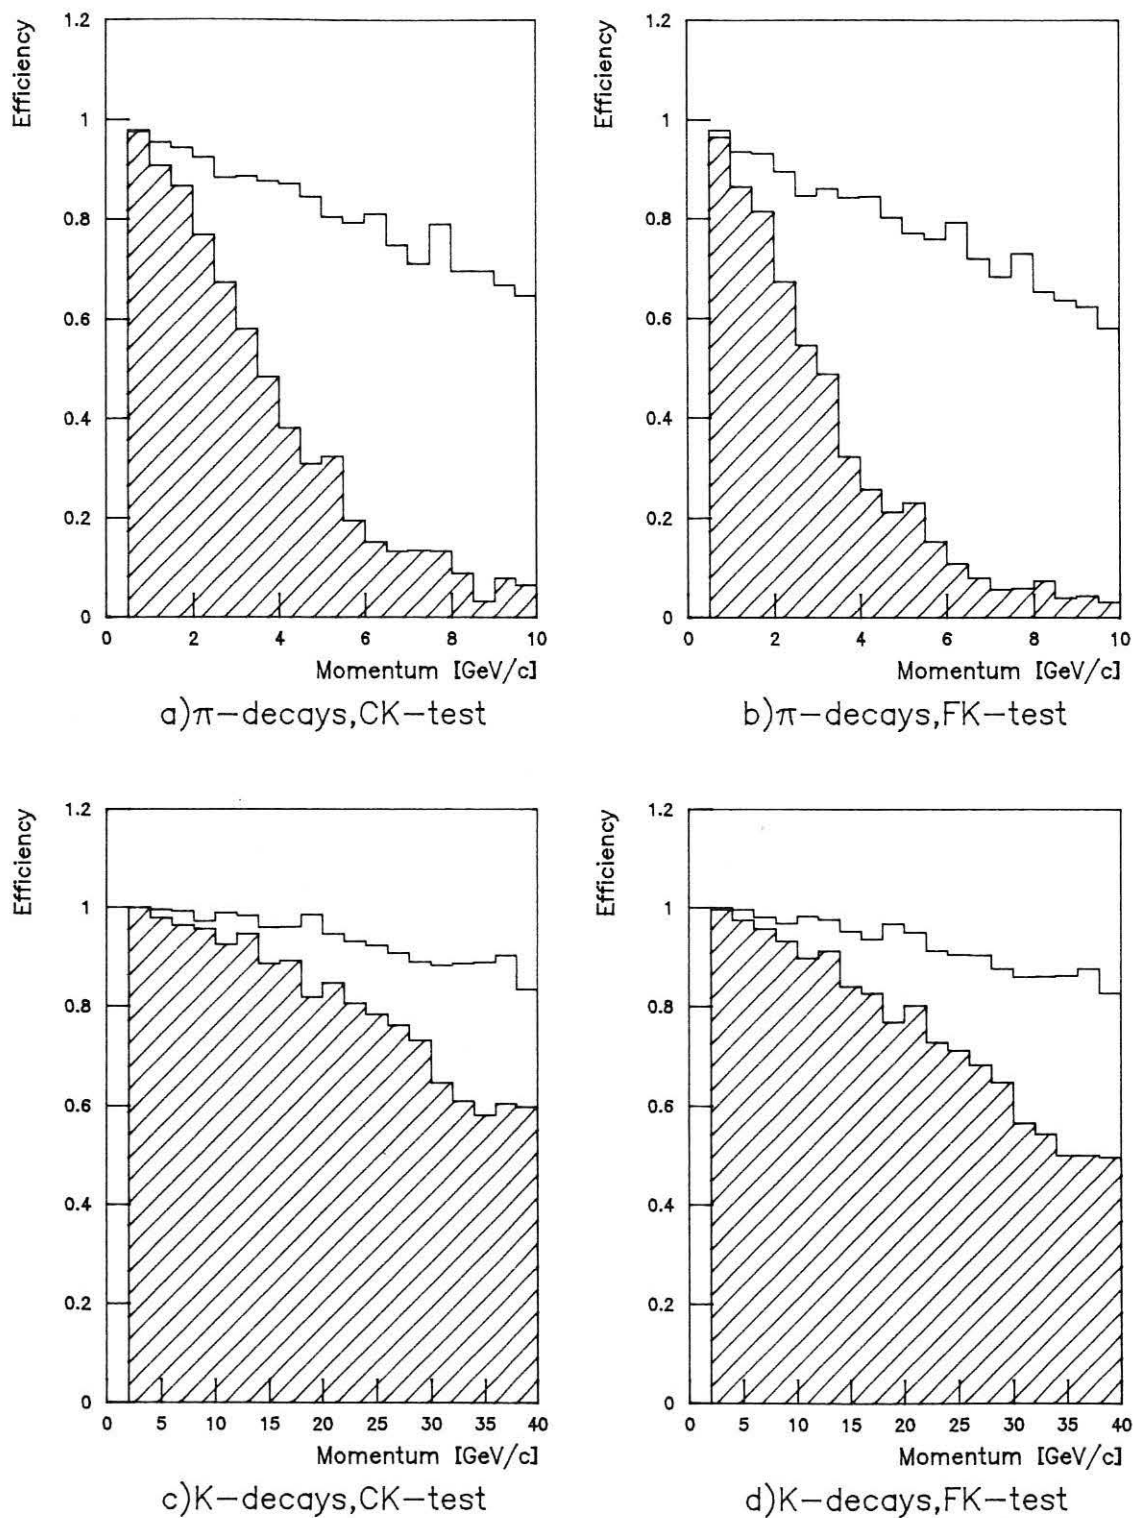 Efficiency
1.2
1
0.8
0.6
0.4
0.2
0
0 2 4 6 8 10
Momentum [GeV/c]
a)π-decays,CK-test
Efficiency
1.2
1
0.8
0.6
0.4
0.2
0
0 2 4 6 8 10
Momentum [GeV/c]
b)π-decays,FK-test
Efficiency
1.2
1
0.8
0.6
0.4
0.2
0
0 5 10 15 20 25 30 35 40
Momentum [GeV/c]
c)K-decays,CK-test
Efficiency
1.2
1
0.8
0.6
0.4
0.2
0
0 5 10 15 20 25 30 35 40
Momentum [GeV/c]
d)K-decays,FK-test